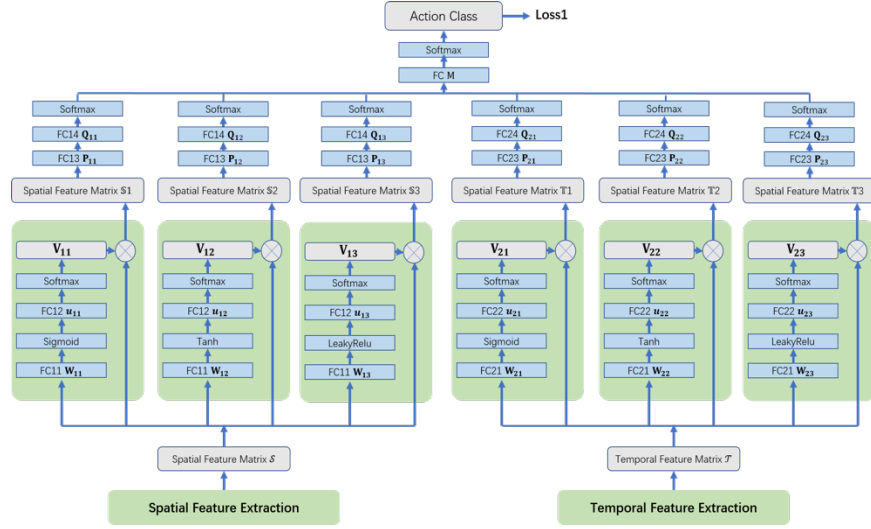 Action Class
Loss1
Softmax
FC M
Softmax Softmax Softmax Softmax Softmax Softmax
FC14 Q₁₁ FC14 Q₁₂ FC14 Q₁₃ FC24 Q₂₁ FC24 Q₂₂ FC24 Q₂₃
FC13 P₁₁ FC13 P₁₂ FC13 P₁₃ FC23 P₂₁ FC23 P₂₂ FC23 P₂₃
Spatial Feature Matrix 𝕊1 Spatial Feature Matrix 𝕊2 Spatial Feature Matrix 𝕊3 Spatial Feature Matrix 𝕋1 Spatial Feature Matrix 𝕋2 Spatial Feature Matrix 𝕋3
V₁₁ V₁₂ V₁₃ V₂₁ V₂₂ V₂₃
Softmax Softmax Softmax Softmax Softmax Softmax
FC12 u₁₁ FC12 u₁₂ FC12 u₁₃ FC22 u₂₁ FC22 u₂₂ FC22 u₂₃
Sigmoid Tanh LeakyRelu Sigmoid Tanh LeakyRelu
FC11 W₁₁ FC11 W₁₂ FC11 W₁₃ FC21 W₂₁ FC21 W₂₂ FC21 W₂₃
Spatial Feature Matrix 𝒮 Temporal Feature Matrix 𝒯
Spatial Feature Extraction Temporal Feature Extraction